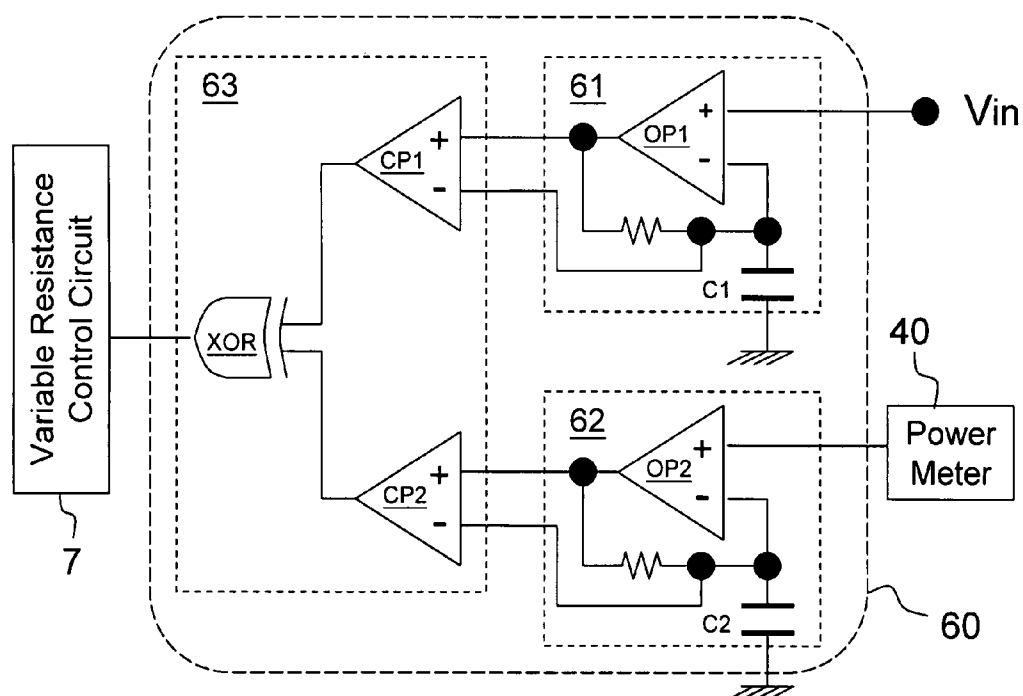 63
61
+
OP1
-
Vin
+
CP1
-
C1
Variable Resistance
Control Circuit
XOR
40
62
+
OP2
-
Power
Meter
+
CP2
-
7
C2
60